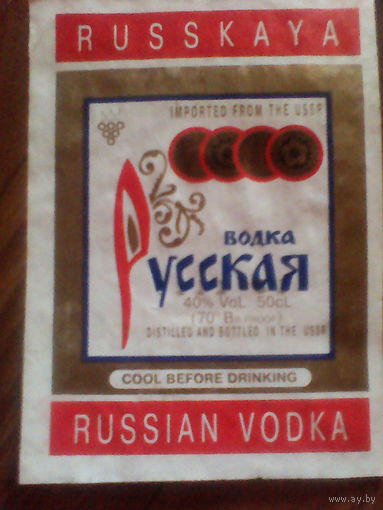 RUSSKAYA
IMPORTED FROM THE USSR
ВОДКА
РУССКАЯ
40% Vol. 50cL
(70° Br PROOF)
DISTILLED AND BOTTLED IN THE USSR
COOL BEFORE DRINKING
RUSSIAN VODKA
www.ay.by